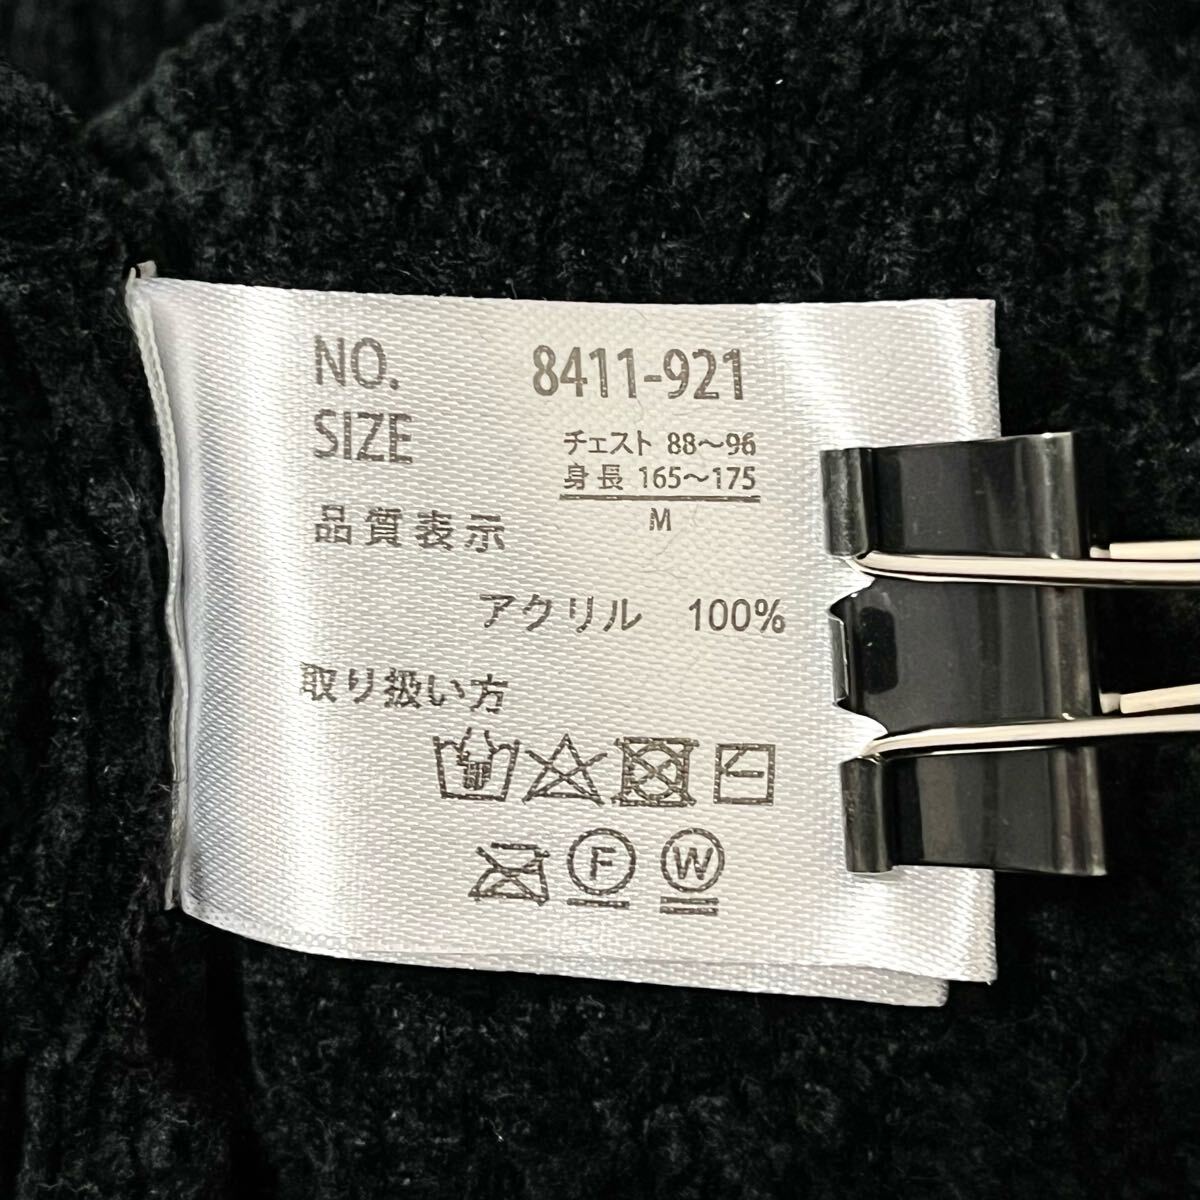 NO. 8411-921
SIZE チェスト 88～96
身長 165～175
M
品質表示
アクリル 100%
取り扱い方
F W